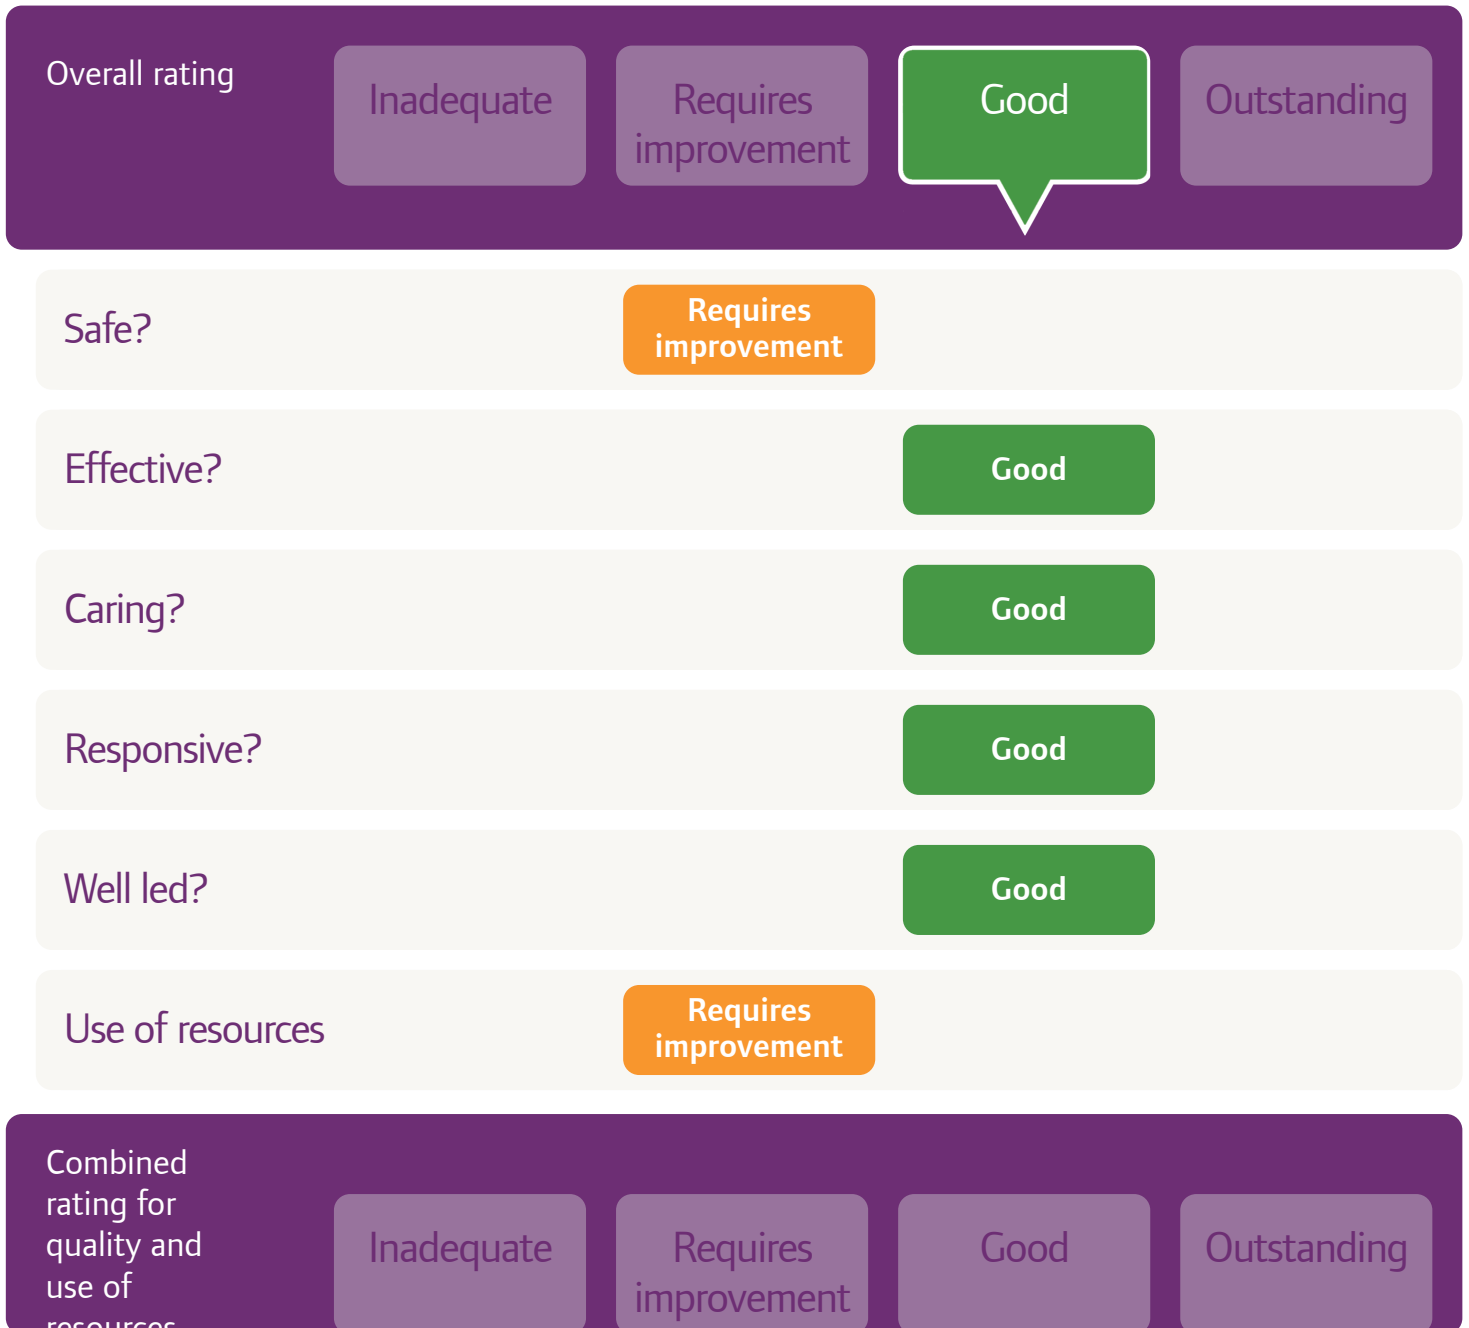 Overall rating
Inadequate
Requires
improvement
Good
Outstanding
Safe?
Requires
improvement
Effective?
Good
Caring?
Good
Responsive?
Good
Well led?
Good
Use of resources
Requires
improvement
Combined
rating for
quality and
use of
resources
Inadequate
Requires
improvement
Good
Outstanding